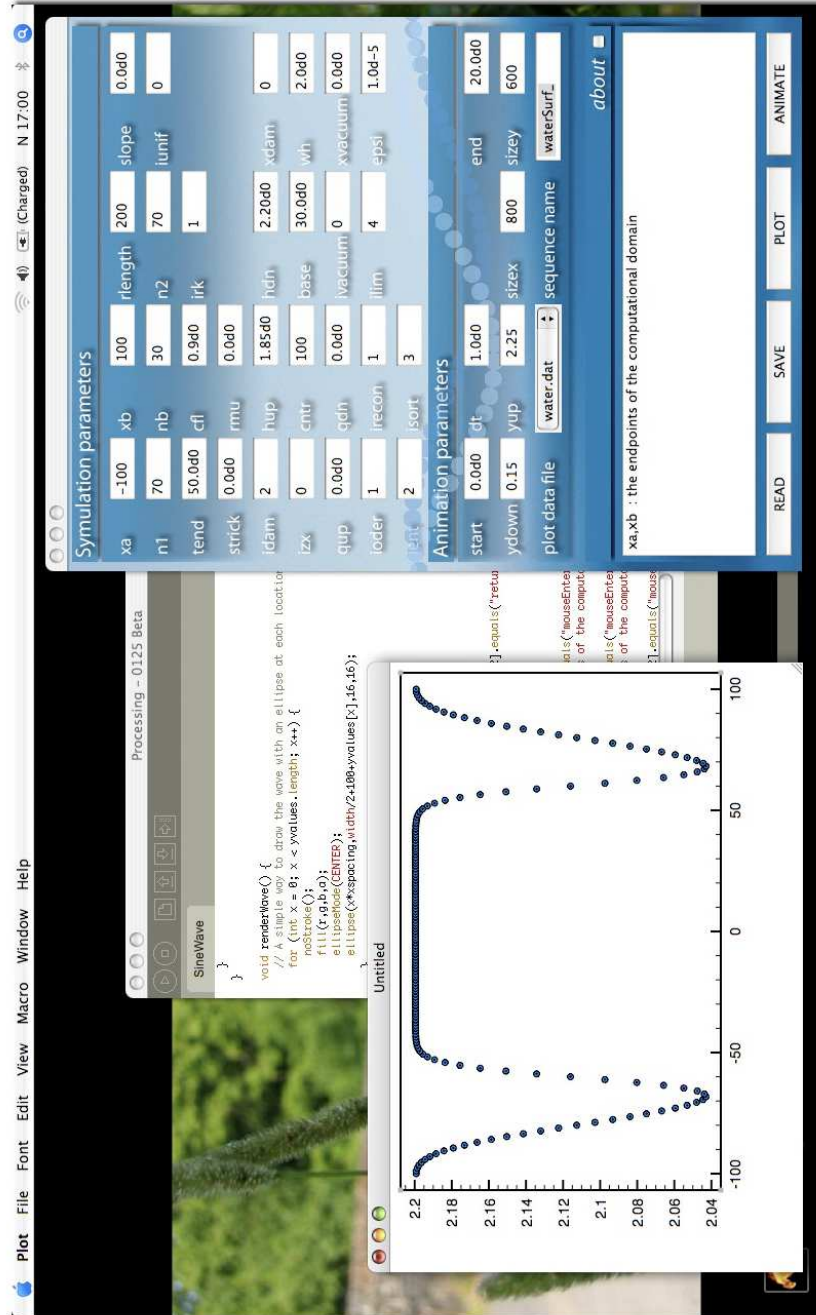 Plot File Font Edit View Macro Window Help (Charged) N 17:00
Processing – 0125 Beta
SineWave
}
}
void renderWave() {
// A simple way to draw the wave with an ellipse at each location
for (int x = 0; x < yvalues.length; x++) {
noStroke();
fill(r,g,b,a);
ellipseMode(CENTER);
ellipse(x*xspacing,width/2+100+yvalues[x],16,16);
}
].equals("retu
als("mouseEnte
s of the computa
als("mouseEnte
s of the computa
].equals("mouse
Untitled
2.2
2.18
2.16
2.14
2.12
2.1
2.08
2.06
2.04
-100 -50 0 50 100
Symulation parameters
xa -100 xb 100 rlength 200 slope 0.0d0
n1 70 nb 30 n2 70 iunif 0
tend 50.0d0 cfl 0.9d0 irk 1
strick 0.0d0 rmu 0.0d0
idam 2 hup 1.85d0 hdn 2.20d0 xdam 0
izx 0 cntr 100 base 30.0d0 wh 2.0d0
qup 0.0d0 qdn 0.0d0 ivacuum 0 xvacuum 0.0d0
ioder 1 irecon 1 ilim 4 epsi 1.0d-5
2 isort 3
Animation parameters
start 0.0d0 dt 1.0d0 end 20.0d0
ydown 0.15 yup 2.25 sizex 800 sizey 600
plot data file water.dat sequence name waterSurf_
about
xa,xb : the endpoints of the computational domain
READ SAVE PLOT ANIMATE